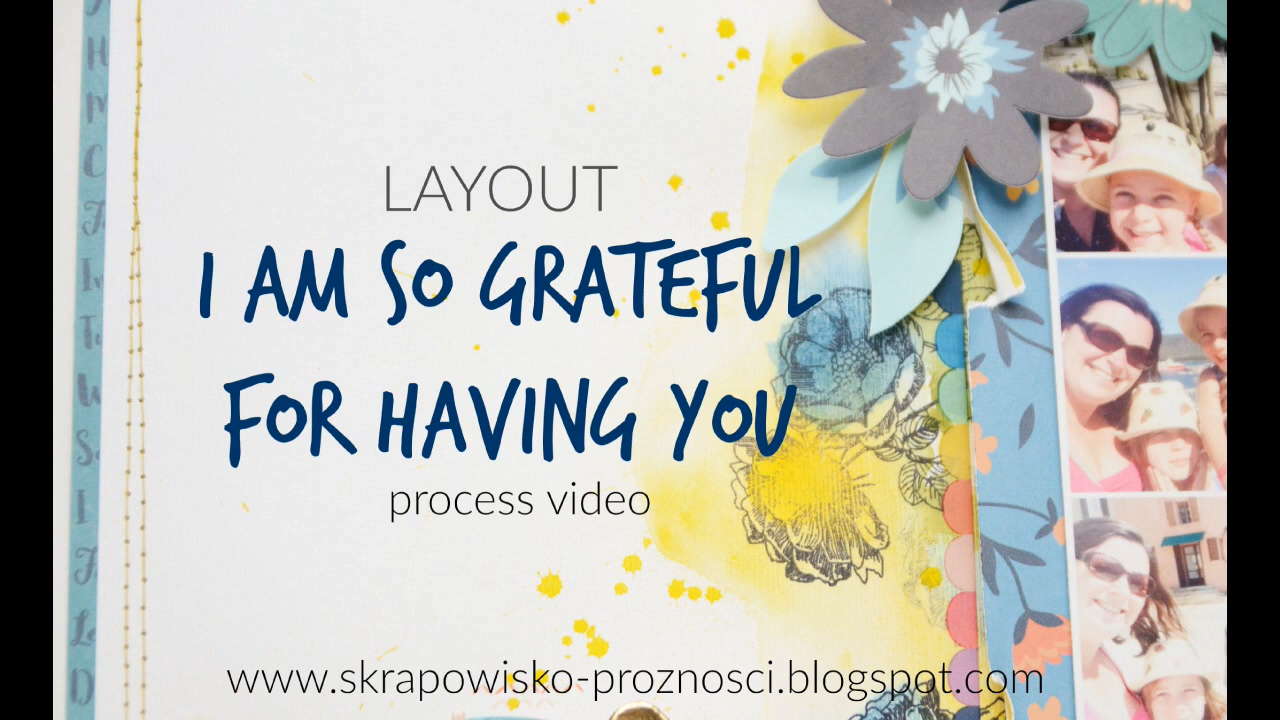 LAYOUT
I AM SO GRATEFUL
FOR HAVING YOU
process video
www.skrapowisko-proznosci.blogspot.com